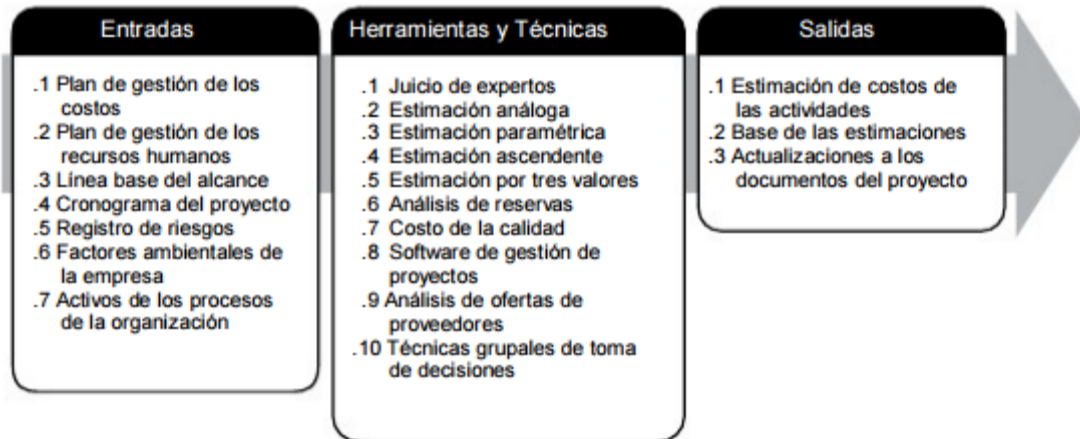 Entradas
.1 Plan de gestión de los
costos
.2 Plan de gestión de los
recursos humanos
.3 Línea base del alcance
.4 Cronograma del proyecto
.5 Registro de riesgos
.6 Factores ambientales de
la empresa
.7 Activos de los procesos
de la organización
Herramientas y Técnicas
.1 Juicio de expertos
.2 Estimación análoga
.3 Estimación paramétrica
.4 Estimación ascendente
.5 Estimación por tres valores
.6 Análisis de reservas
.7 Costo de la calidad
.8 Software de gestión de
proyectos
.9 Análisis de ofertas de
proveedores
.10 Técnicas grupales de toma
de decisiones
Salidas
.1 Estimación de costos de
las actividades
.2 Base de las estimaciones
.3 Actualizaciones a los
documentos del proyecto